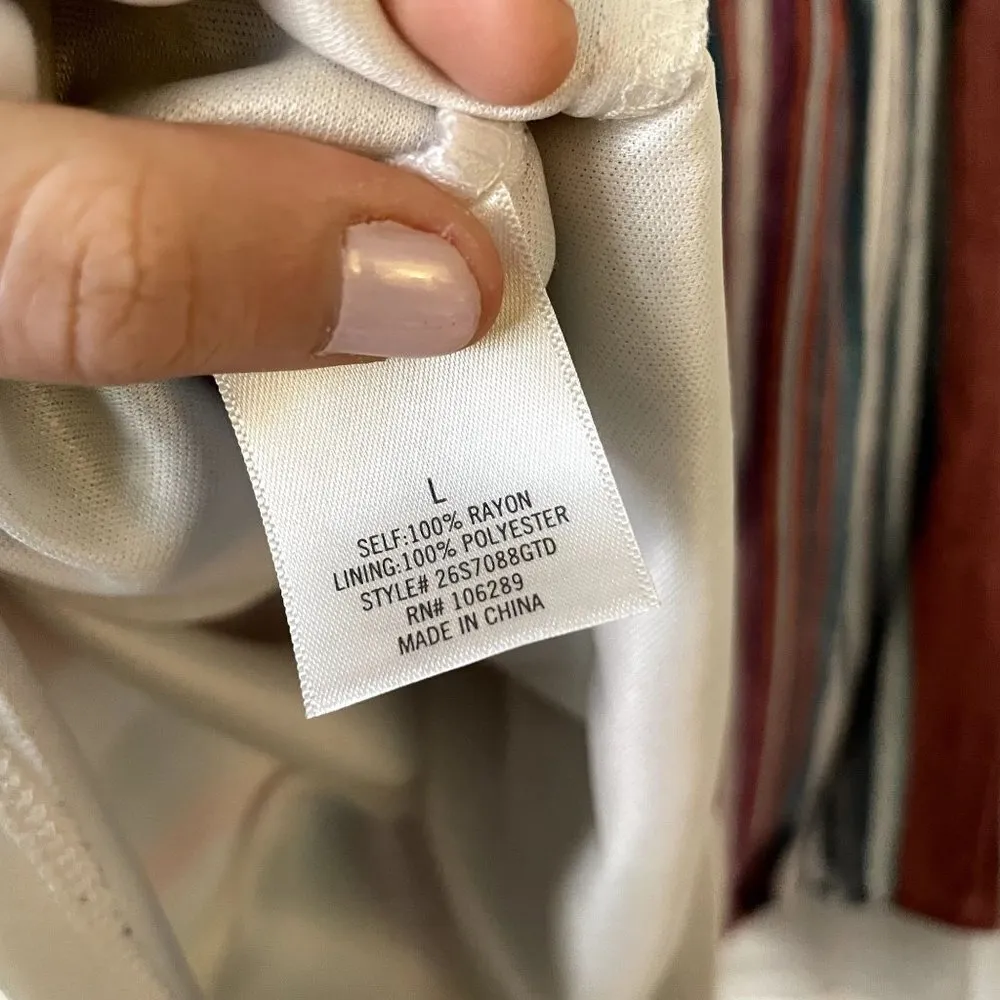 L
SELF:100% RAYON
LINING:100% POLYESTER
STYLE# 26S7088GTD
RN# 106289
MADE IN CHINA